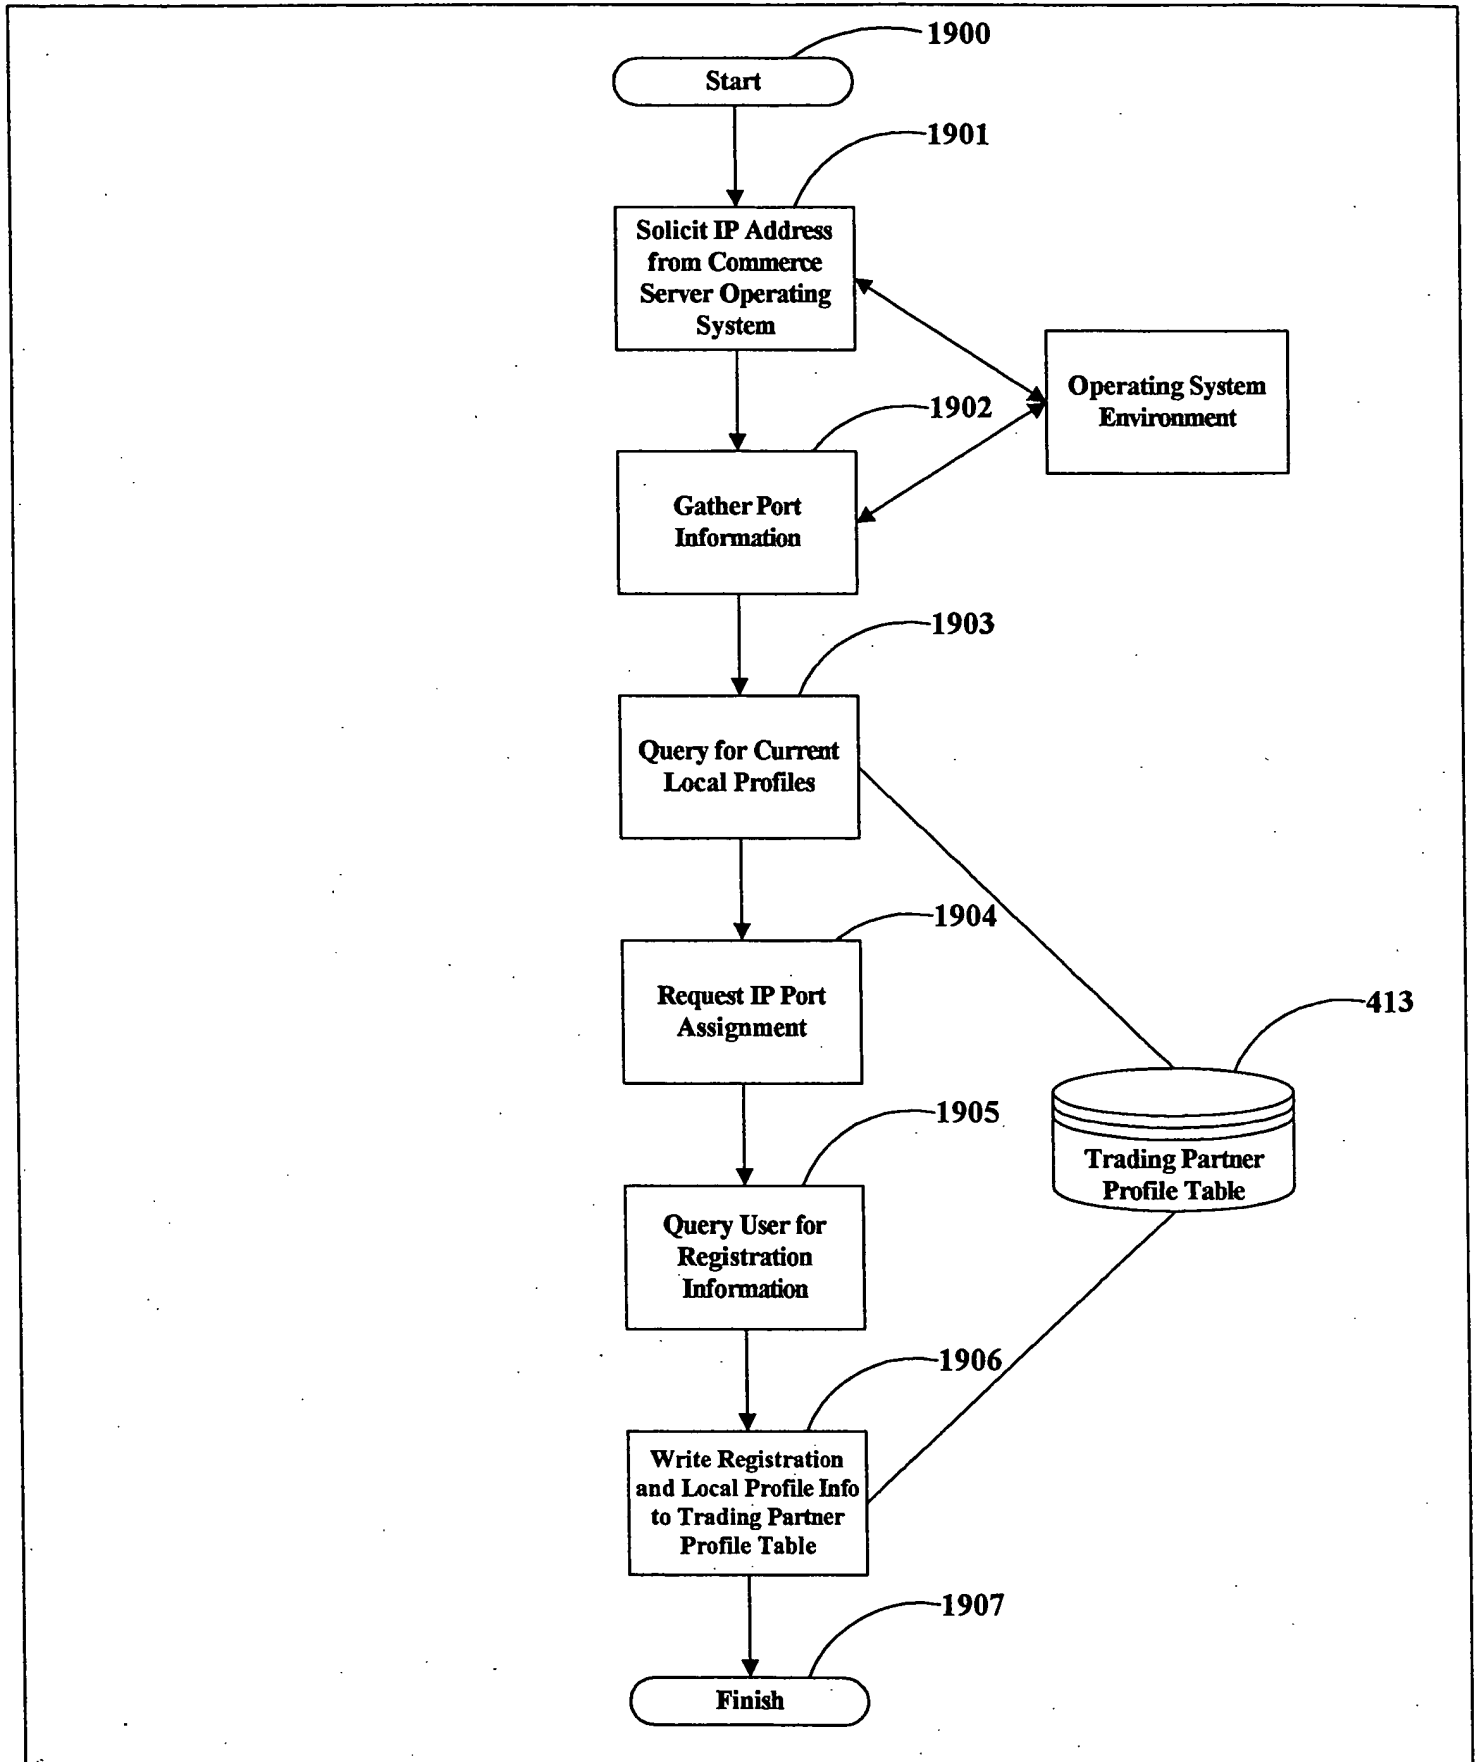 1900
Start
1901
Solicit IP Address
from Commerce
Server Operating
System
Operating System
Environment
1902
Gather Port
Information
1903
Query for Current
Local Profiles
1904
Request IP Port
Assignment
413
Trading Partner
Profile Table
1905
Query User for
Registration
Information
1906
Write Registration
and Local Profile Info
to Trading Partner
Profile Table
1907
Finish